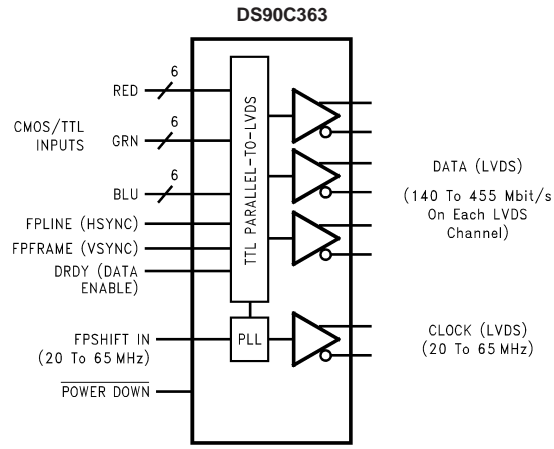 DS90C363
RED
6
CMOS/TTL
INPUTS
GRN
6
BLU
6
FPLINE (HSYNC)
FPFRAME (VSYNC)
DRDY (DATA
ENABLE)
FPSHIFT IN
(20 To 65 MHz)
POWER DOWN
TTL PARALLEL-TO-LVDS
PLL
DATA (LVDS)
(140 To 455 Mbit/s
On Each LVDS
Channel)
CLOCK (LVDS)
(20 To 65 MHz)